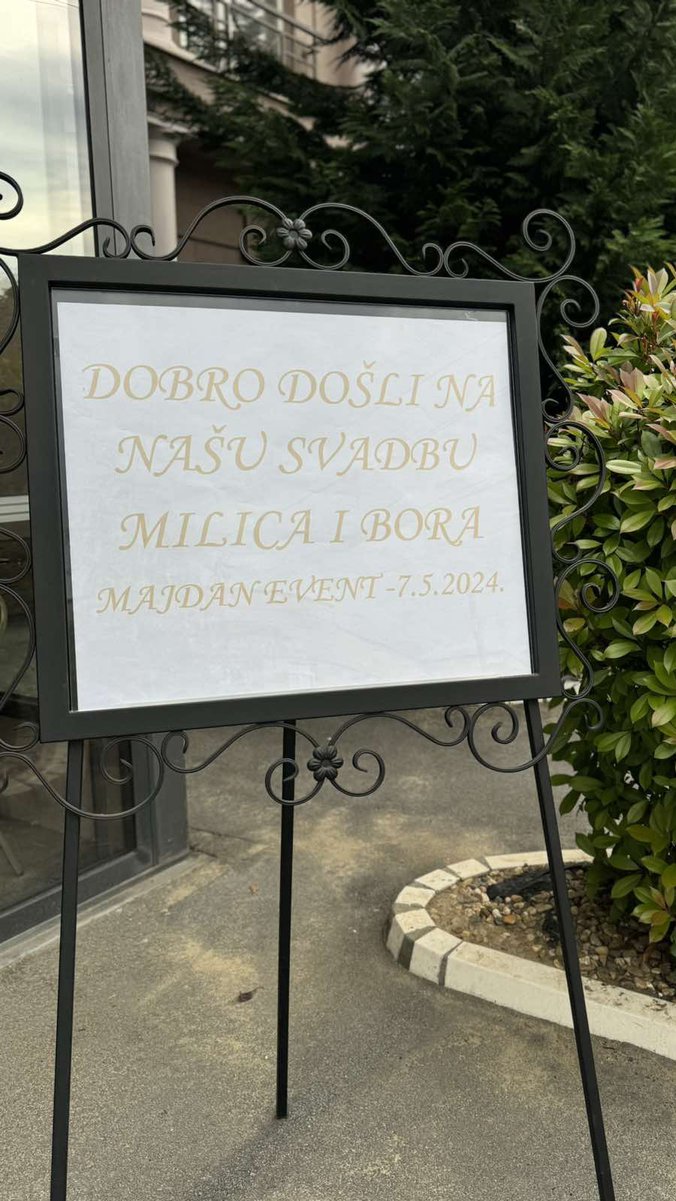 DOBRO DOŠLI NA
NAŠU SVADBU
MILICA I BORA
MAJDAN EVENT -7.5.2024.